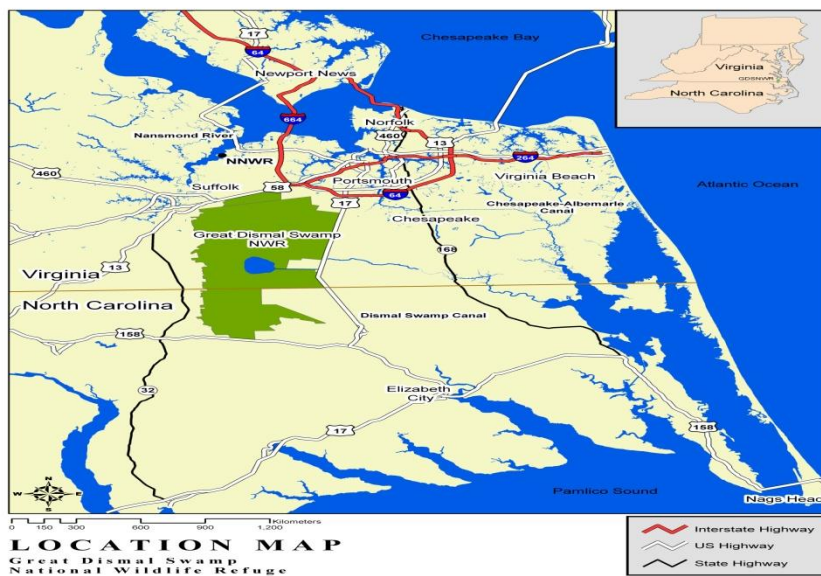 17
Chesapeake Bay
64
Newport News
664
Norfolk
460
Nansmond River
13
NNWR
264
460
Portsmouth
Virginia Beach
Suffolk
58
64
17
Chesapeake
Chesapeake-Albemarle
Canal
Atlantic Ocean
Great Dismal Swamp
NWR
168
Virginia
13
North Carolina
Dismal Swamp Canal
158
32
Elizabeth
City
17
158
Pamlico Sound
Nags Head
Virginia
GDSNWR
North Carolina
N
W
E
S
Kilometers
0 150 300 600 900 1,200
LOCATION MAP
Great Dismal Swamp
National Wildlife Refuge
Interstate Highway
US Highway
State Highway